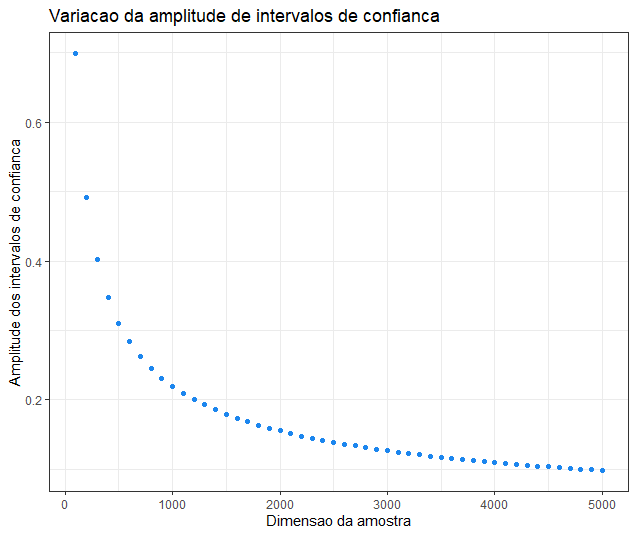 Variacao da amplitude de intervalos de confianca
Amplitude dos intervalos de confianca
0.6
0.4
0.2
0 1000 2000 3000 4000 5000
Dimensao da amostra